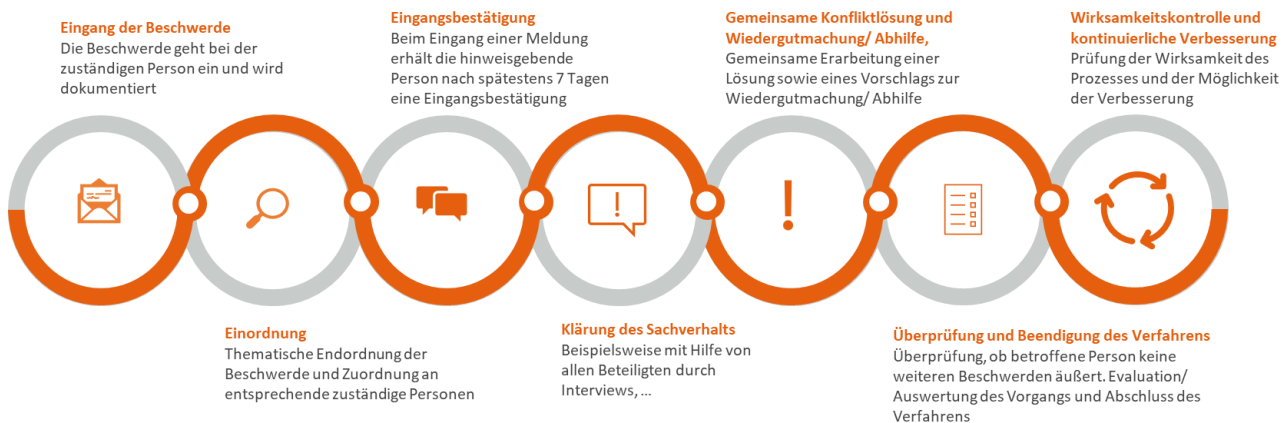 Eingang der Beschwerde
Die Beschwerde geht bei der
zuständigen Person ein und wird
dokumentiert
Einordnung
Thematische Endordnung der
Beschwerde und Zuordnung an
entsprechende zuständige Personen
Eingangsbestätigung
Beim Eingang einer Meldung
erhält die hinweisgebende
Person nach spätestens 7 Tagen
eine Eingangsbestätigung
Klärung des Sachverhalts
Beispielsweise mit Hilfe von
allen Beteiligten durch
Interviews, ...
Gemeinsame Konfliktlösung und
Wiedergutmachung/ Abhilfe,
Gemeinsame Erarbeitung einer
Lösung sowie eines Vorschlags zur
Wiedergutmachung/ Abhilfe
Überprüfung und Beendigung des Verfahrens
Überprüfung, ob betroffene Person keine
weiteren Beschwerden äußert. Evaluation/
Auswertung des Vorgangs und Abschluss des
Verfahrens
Wirksamkeitskontrolle und
kontinuierliche Verbesserung
Prüfung der Wirksamkeit des
Prozesses und der Möglichkeit
der Verbesserung